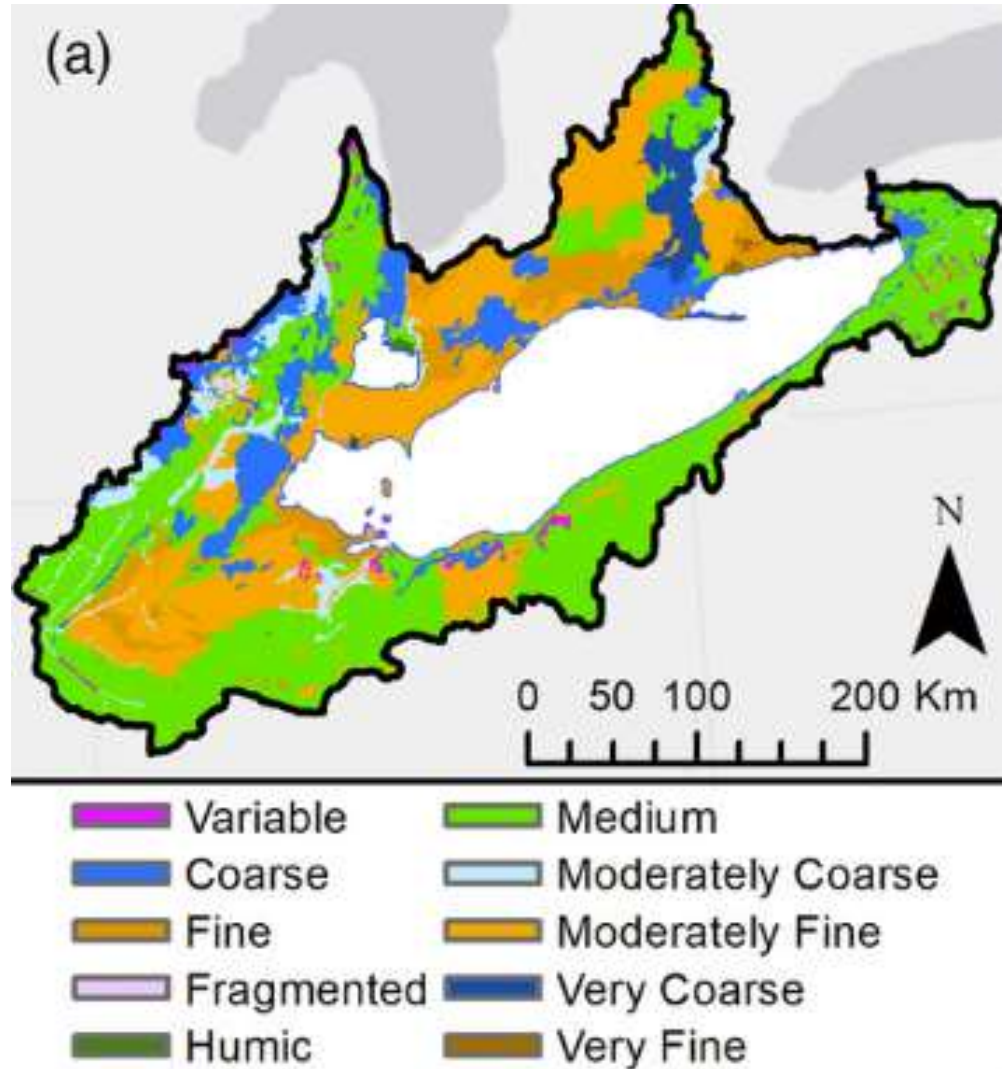 (a)
N
0 50 100 200 Km
Variable Medium
Coarse Moderately Coarse
Fine Moderately Fine
Fragmented Very Coarse
Humic Very Fine